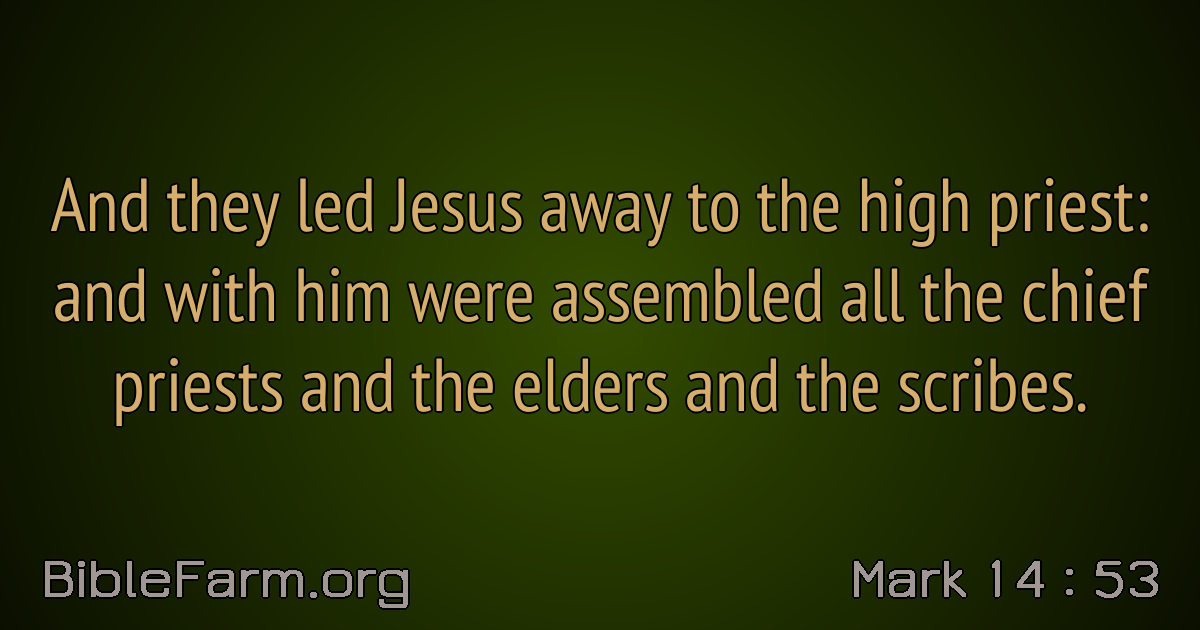 And they led Jesus away to the high priest:
and with him were assembled all the chief
priests and the elders and the scribes.
BibleFarm.org
Mark 14 : 53